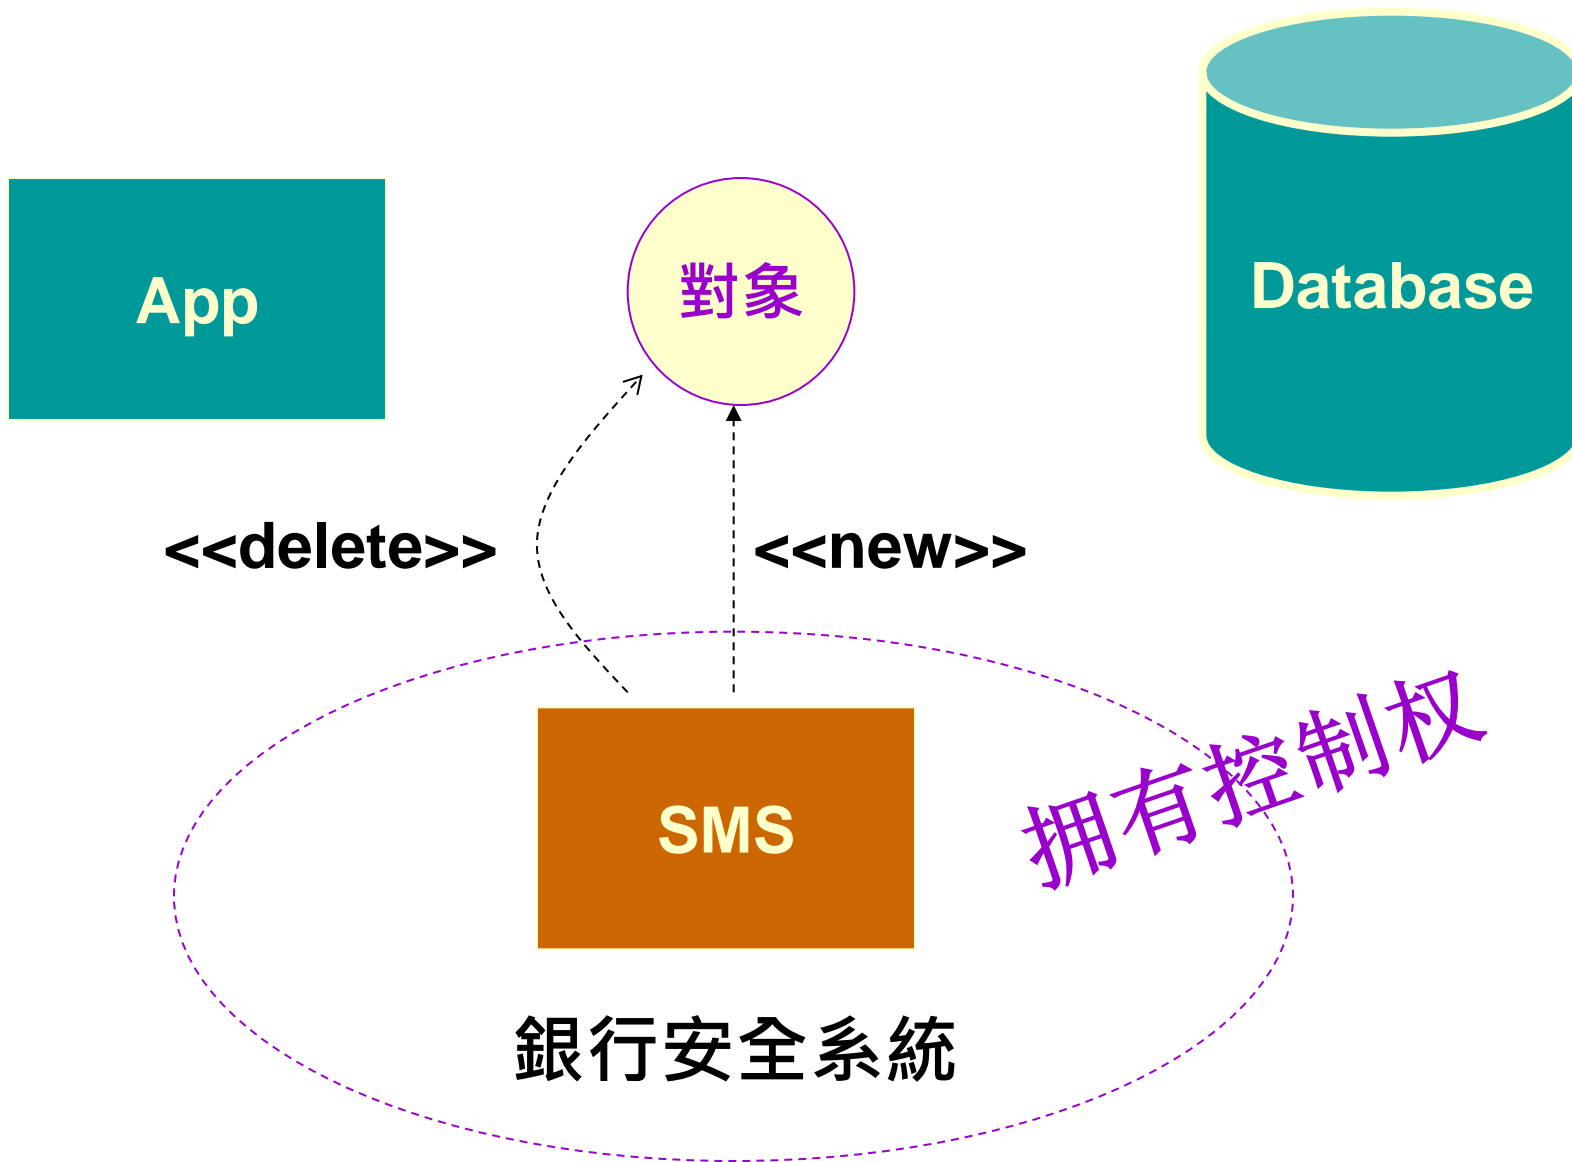 App
對象
Database
<<delete>>
<<new>>
拥有控制权
SMS
銀行安全系統